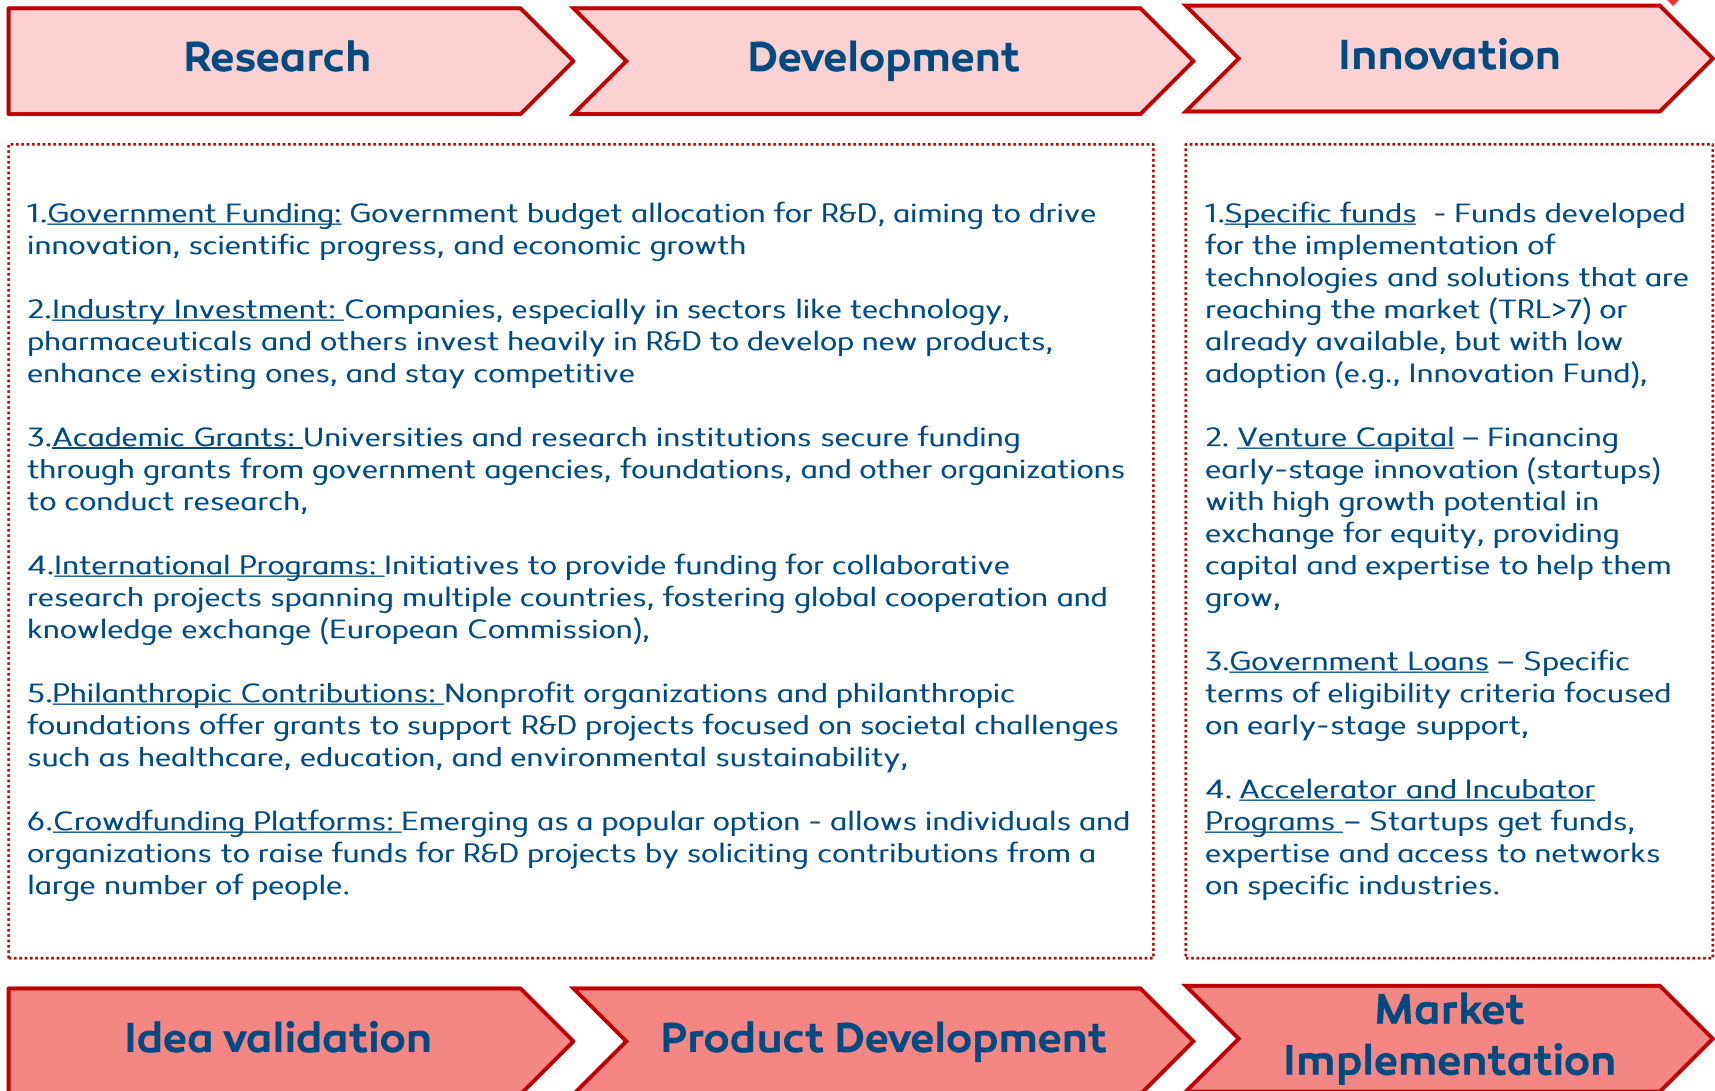 Research
Development
Innovation
1.Government Funding: Government budget allocation for R&D, aiming to drive
innovation, scientific progress, and economic growth
2.Industry Investment: Companies, especially in sectors like technology,
pharmaceuticals and others invest heavily in R&D to develop new products,
enhance existing ones, and stay competitive
3.Academic Grants: Universities and research institutions secure funding
through grants from government agencies, foundations, and other organizations
to conduct research,
4.International Programs: Initiatives to provide funding for collaborative
research projects spanning multiple countries, fostering global cooperation and
knowledge exchange (European Commission),
5.Philanthropic Contributions: Nonprofit organizations and philanthropic
foundations offer grants to support R&D projects focused on societal challenges
such as healthcare, education, and environmental sustainability,
6.Crowdfunding Platforms: Emerging as a popular option - allows individuals and
organizations to raise funds for R&D projects by soliciting contributions from a
large number of people.
1.Specific funds  - Funds developed
for the implementation of
technologies and solutions that are
reaching the market (TRL>7) or
already available, but with low
adoption (e.g., Innovation Fund),
2. Venture Capital – Financing
early-stage innovation (startups)
with high growth potential in
exchange for equity, providing
capital and expertise to help them
grow,
3.Government Loans – Specific
terms of eligibility criteria focused
on early-stage support,
4. Accelerator and Incubator
Programs – Startups get funds,
expertise and access to networks
on specific industries.
Idea validation
Product Development
Market
Implementation